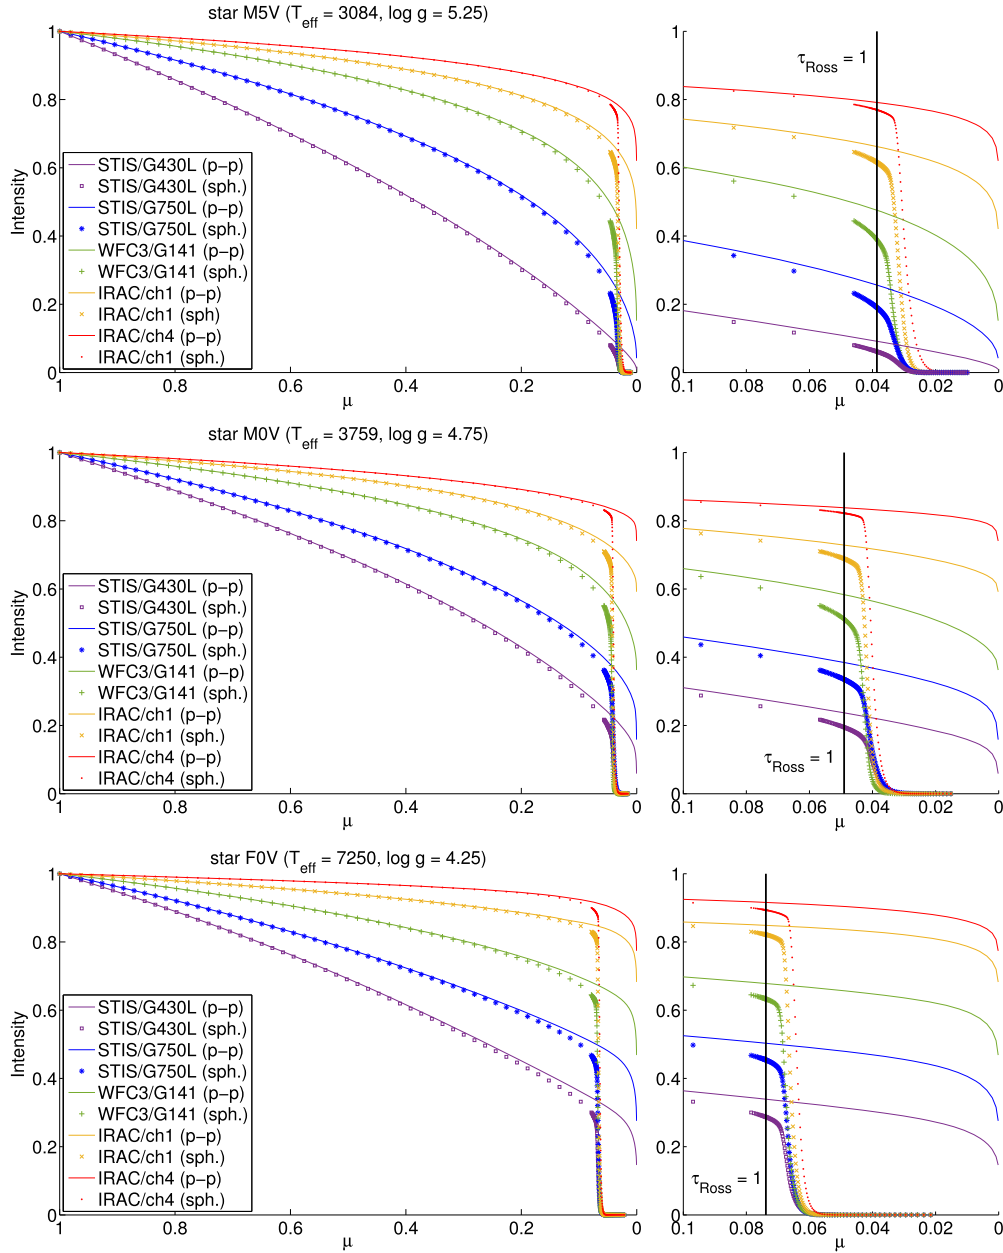 star M5V (Teff = 3084, log g = 5.25)
Intensity
1
0.8
0.6
0.4
0.2
0
STIS/G430L (p−p)
STIS/G430L (sph.)
STIS/G750L (p−p)
STIS/G750L (sph.)
WFC3/G141 (p−p)
WFC3/G141 (sph.)
IRAC/ch1 (p−p)
IRAC/ch1 (sph)
IRAC/ch4 (p−p)
IRAC/ch1 (sph.)
1 0.8 0.6 0.4 0.2 0
μ
1
0.8
0.6
0.4
0.2
0
τRoss = 1
0.1 0.08 0.06 0.04 0.02 0
μ
star M0V (Teff = 3759, log g = 4.75)
Intensity
1
0.8
0.6
0.4
0.2
0
STIS/G430L (p−p)
STIS/G430L (sph.)
STIS/G750L (p−p)
STIS/G750L (sph.)
WFC3/G141 (p−p)
WFC3/G141 (sph.)
IRAC/ch1 (p−p)
IRAC/ch1 (sph.)
IRAC/ch4 (p−p)
IRAC/ch4 (sph.)
1 0.8 0.6 0.4 0.2 0
μ
1
0.8
0.6
0.4
0.2
0
τRoss = 1
0.1 0.08 0.06 0.04 0.02 0
μ
star F0V (Teff = 7250, log g = 4.25)
Intensity
1
0.8
0.6
0.4
0.2
0
STIS/G430L (p−p)
STIS/G430L (sph.)
STIS/G750L (p−p)
STIS/G750L (sph.)
WFC3/G141 (p−p)
WFC3/G141 (sph.)
IRAC/ch1 (p−p)
IRAC/ch1 (sph.)
IRAC/ch4 (p−p)
IRAC/ch4 (sph.)
1 0.8 0.6 0.4 0.2 0
μ
1
0.8
0.6
0.4
0.2
0
τRoss = 1
0.1 0.08 0.06 0.04 0.02 0
μ